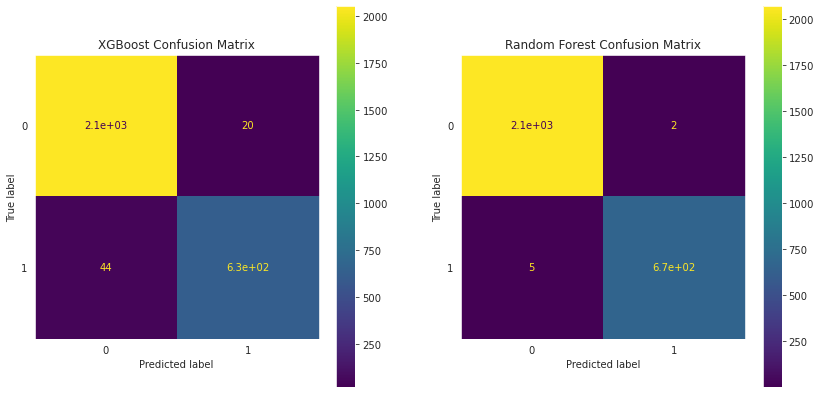 XGBoost Confusion Matrix
0
2.1e+03
20
True label
1
44
6.3e+02
0
1
Predicted label
2000
1750
1500
1250
1000
750
500
250
Random Forest Confusion Matrix
0
2.1e+03
2
True label
1
5
6.7e+02
0
1
Predicted label
2000
1750
1500
1250
1000
750
500
250